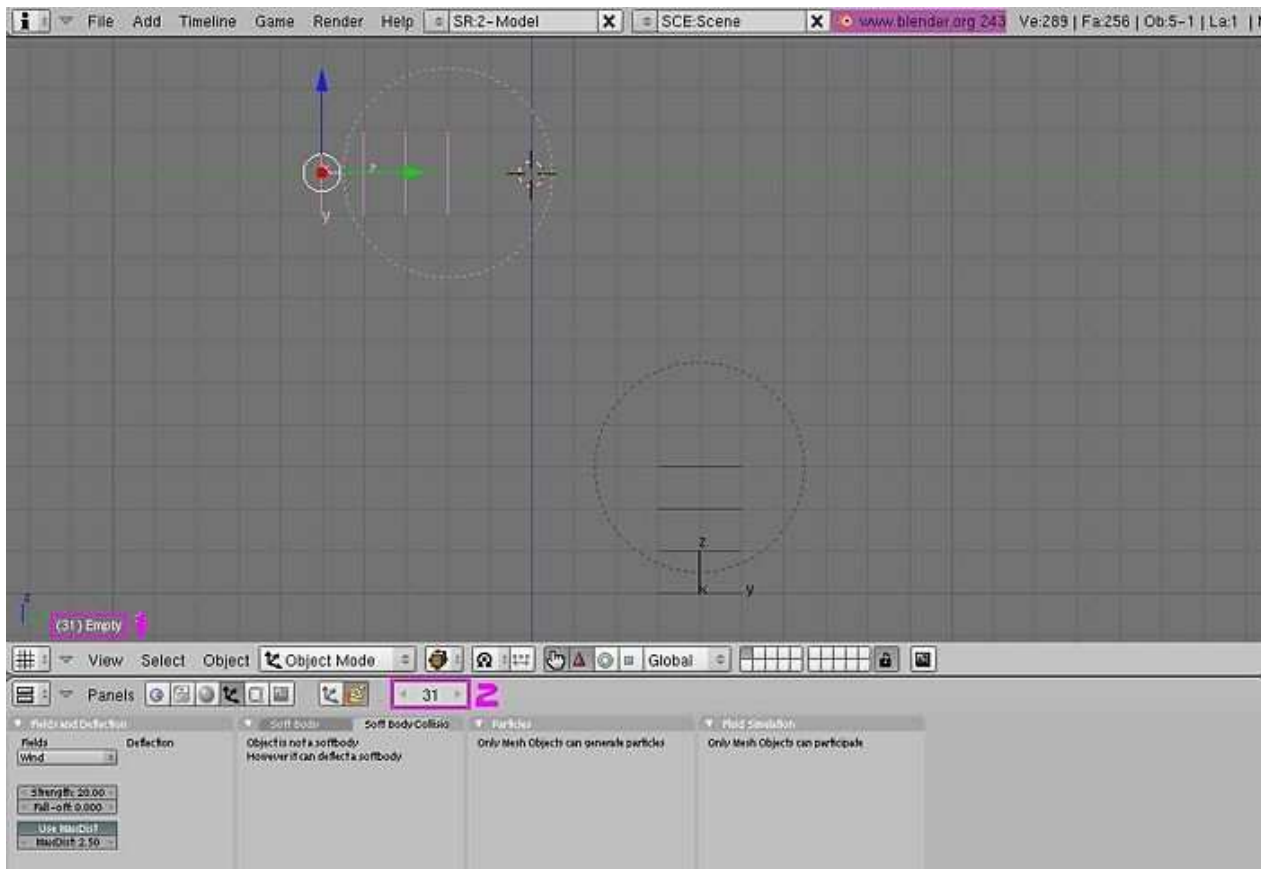 File Add Timeline Game Render Help SR:2-Model X SCE:Scene X www.blender.org 243 Ve:289 | Fa:256 | Ob:5-1 | La:1 |
y
z
y
z
(31) Empty 1
View Select Object Object Mode Global
Panels 31 2
Fields and Deflection Soft Body Soft Body Collisio Particles Fluid Simulation
Fields Deflection Object is not a softbody Only Mesh Objects can generate particles Only Mesh Objects can participate
Wind However it can deflect a softbody
Strength: 20.00
Fall-off: 0.000
Use MaxDist
MaxDist: 2.50